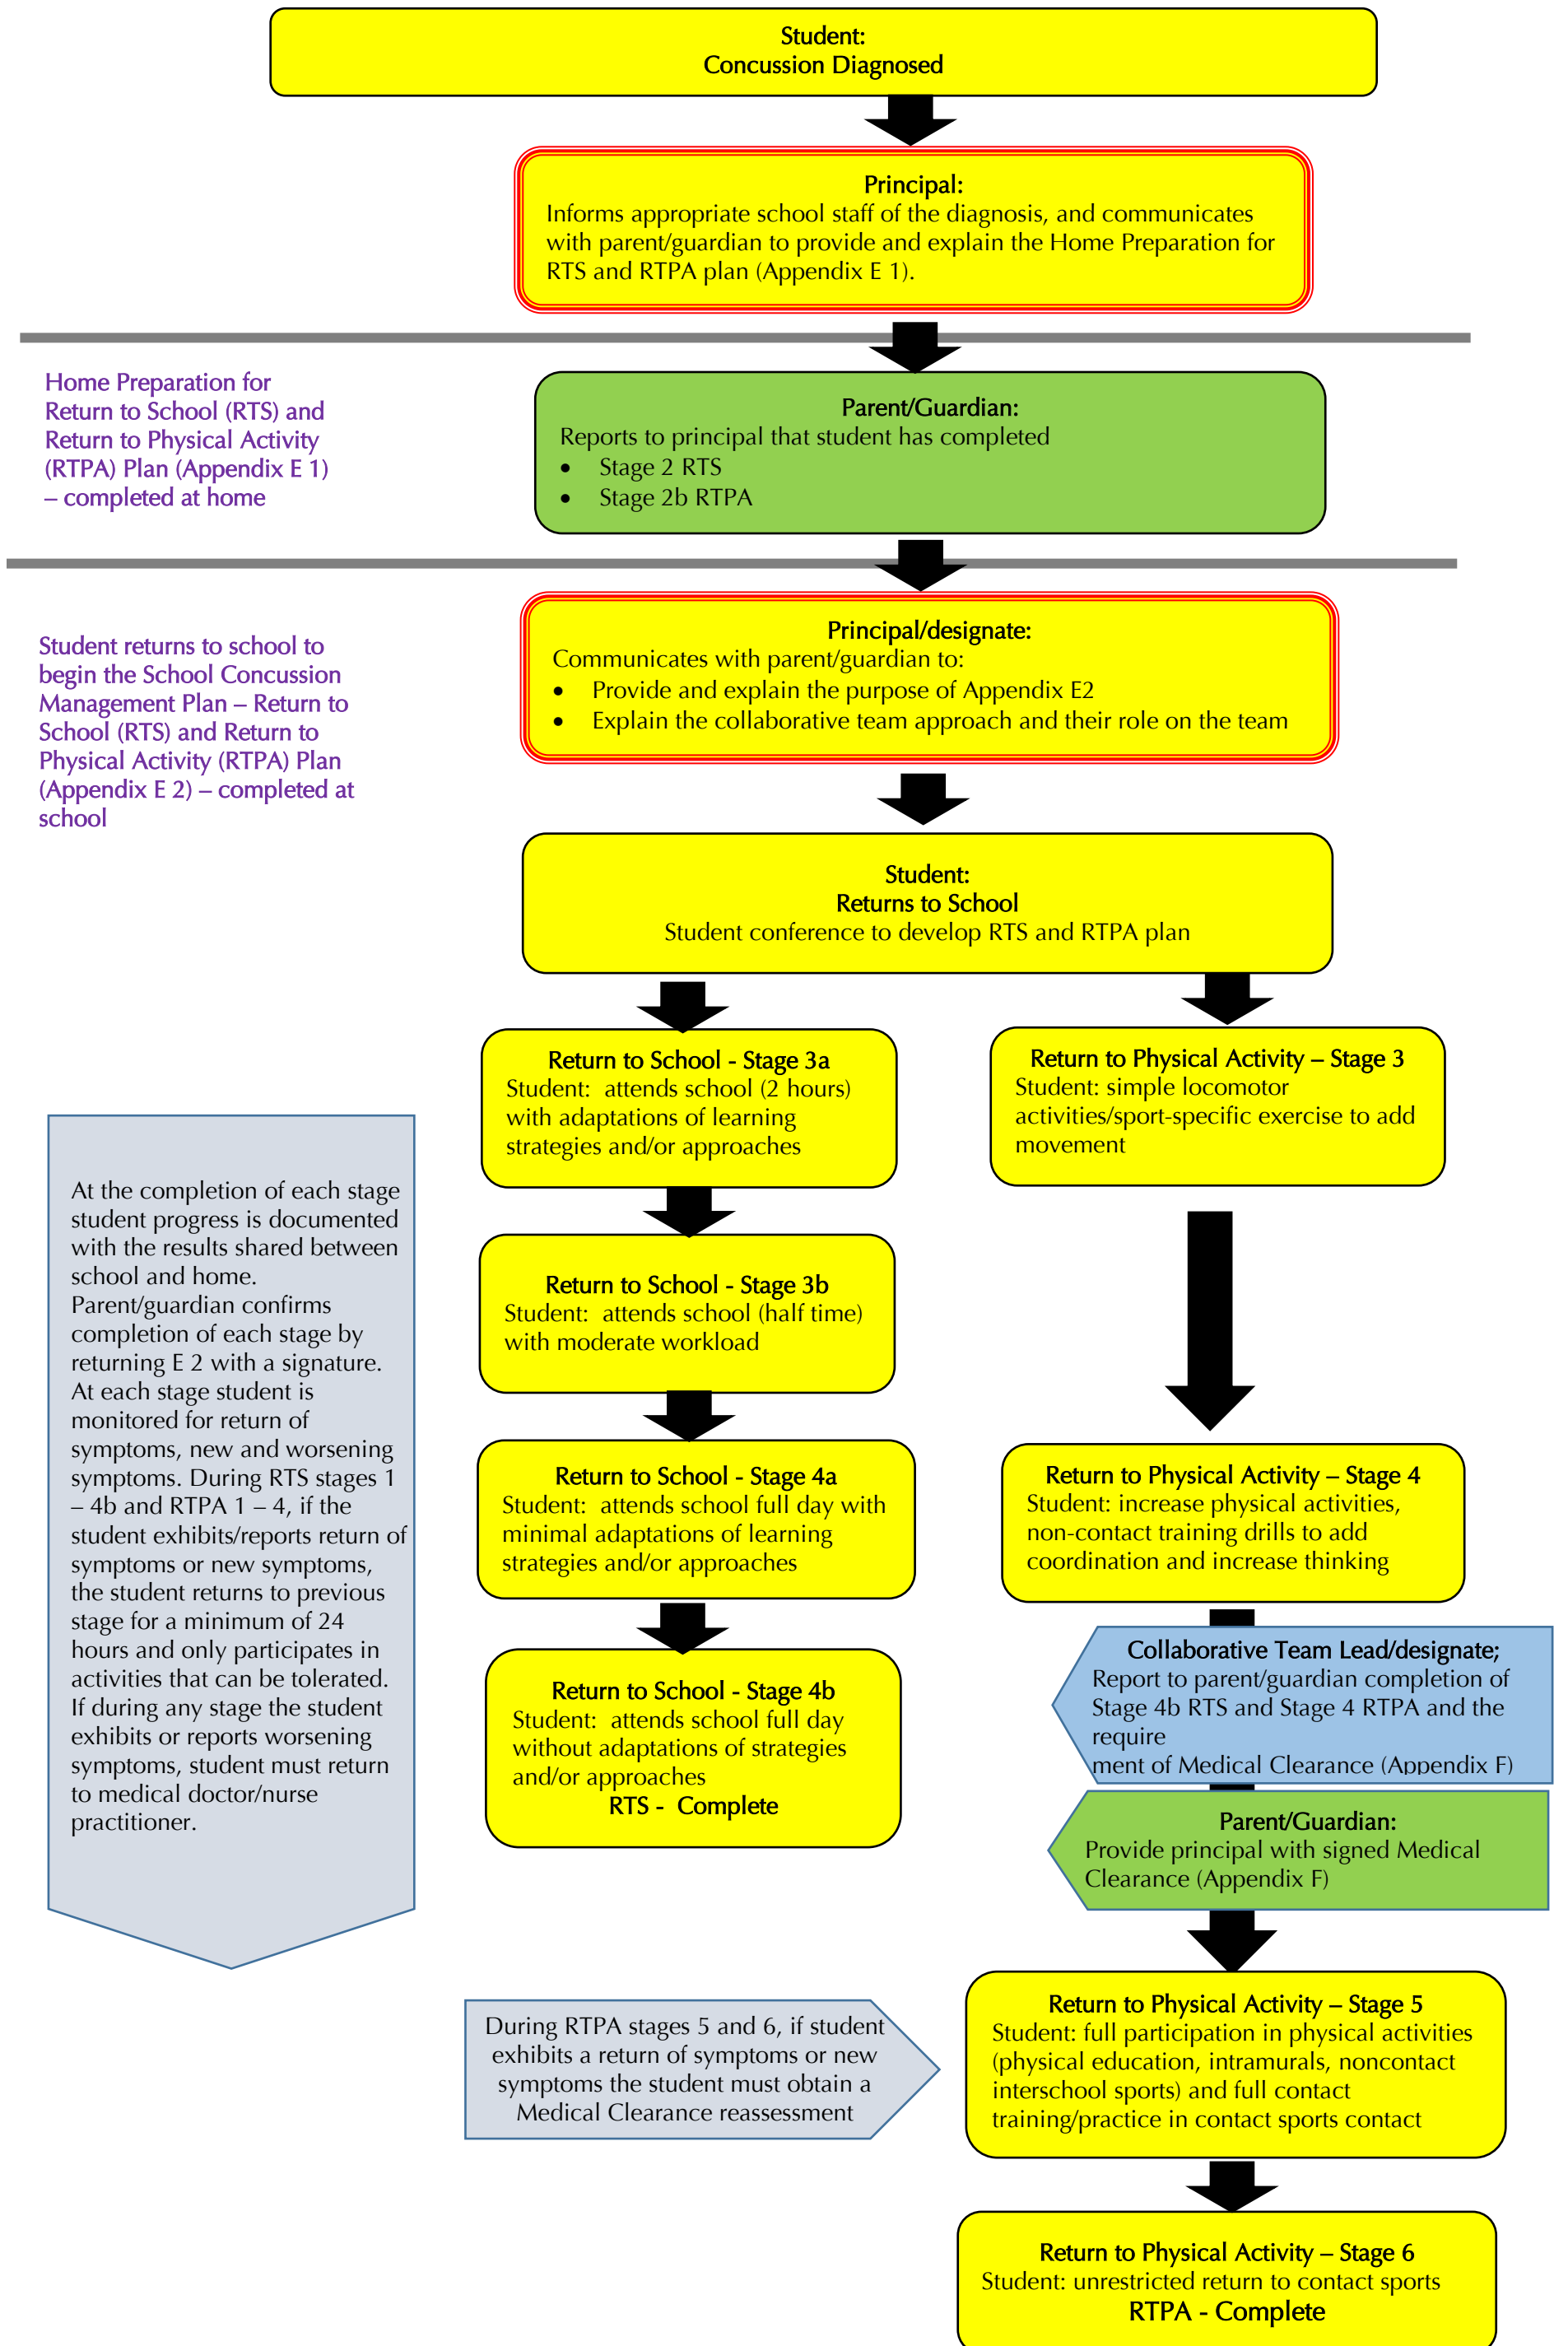 Student:
Concussion Diagnosed
Principal:
Informs appropriate school staff of the diagnosis, and communicates
with parent/guardian to provide and explain the Home Preparation for
RTS and RTPA plan (Appendix E 1).
Home Preparation for
Return to School (RTS) and
Return to Physical Activity
(RTPA) Plan (Appendix E 1)
– completed at home
Parent/Guardian:
Reports to principal that student has completed
• Stage 2 RTS
• Stage 2b RTPA
Student returns to school to
begin the School Concussion
Management Plan – Return to
School (RTS) and Return to
Physical Activity (RTPA) Plan
(Appendix E 2) – completed at
school
Principal/designate:
Communicates with parent/guardian to:
• Provide and explain the purpose of Appendix E2
• Explain the collaborative team approach and their role on the team
Student:
Returns to School
Student conference to develop RTS and RTPA plan
Return to School - Stage 3a
Student: attends school (2 hours)
with adaptations of learning
strategies and/or approaches
Return to Physical Activity – Stage 3
Student: simple locomotor
activities/sport-specific exercise to add
movement
At the completion of each stage
student progress is documented
with the results shared between
school and home.
Parent/guardian confirms
completion of each stage by
returning E 2 with a signature.
At each stage student is
monitored for return of
symptoms, new and worsening
symptoms. During RTS stages 1
– 4b and RTPA 1 – 4, if the
student exhibits/reports return of
symptoms or new symptoms,
the student returns to previous
stage for a minimum of 24
hours and only participates in
activities that can be tolerated.
If during any stage the student
exhibits or reports worsening
symptoms, student must return
to medical doctor/nurse
practitioner.
Return to School - Stage 3b
Student: attends school (half time)
with moderate workload
Return to School - Stage 4a
Student: attends school full day with
minimal adaptations of learning
strategies and/or approaches
Return to Physical Activity – Stage 4
Student: increase physical activities,
non-contact training drills to add
coordination and increase thinking
Return to School - Stage 4b
Student: attends school full day
without adaptations of strategies
and/or approaches
RTS - Complete
Collaborative Team Lead/designate;
Report to parent/guardian completion of
Stage 4b RTS and Stage 4 RTPA and the
require
ment of Medical Clearance (Appendix F)
Parent/Guardian:
Provide principal with signed Medical
Clearance (Appendix F)
During RTPA stages 5 and 6, if student
exhibits a return of symptoms or new
symptoms the student must obtain a
Medical Clearance reassessment
Return to Physical Activity – Stage 5
Student: full participation in physical activities
(physical education, intramurals, noncontact
interschool sports) and full contact
training/practice in contact sports contact
Return to Physical Activity – Stage 6
Student: unrestricted return to contact sports
RTPA - Complete